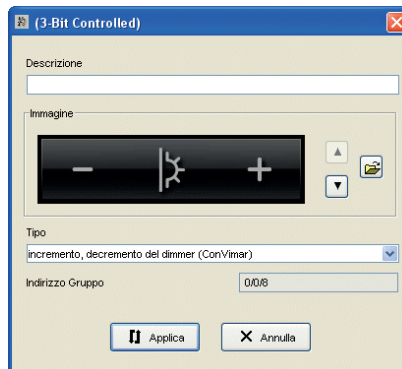 (3-Bit Controlled)
Descrizione
Immagine
Tipo
incremento, decremento del dimmer (ConVimar)
Indirizzo Gruppo 0/0/8
Applica Annulla